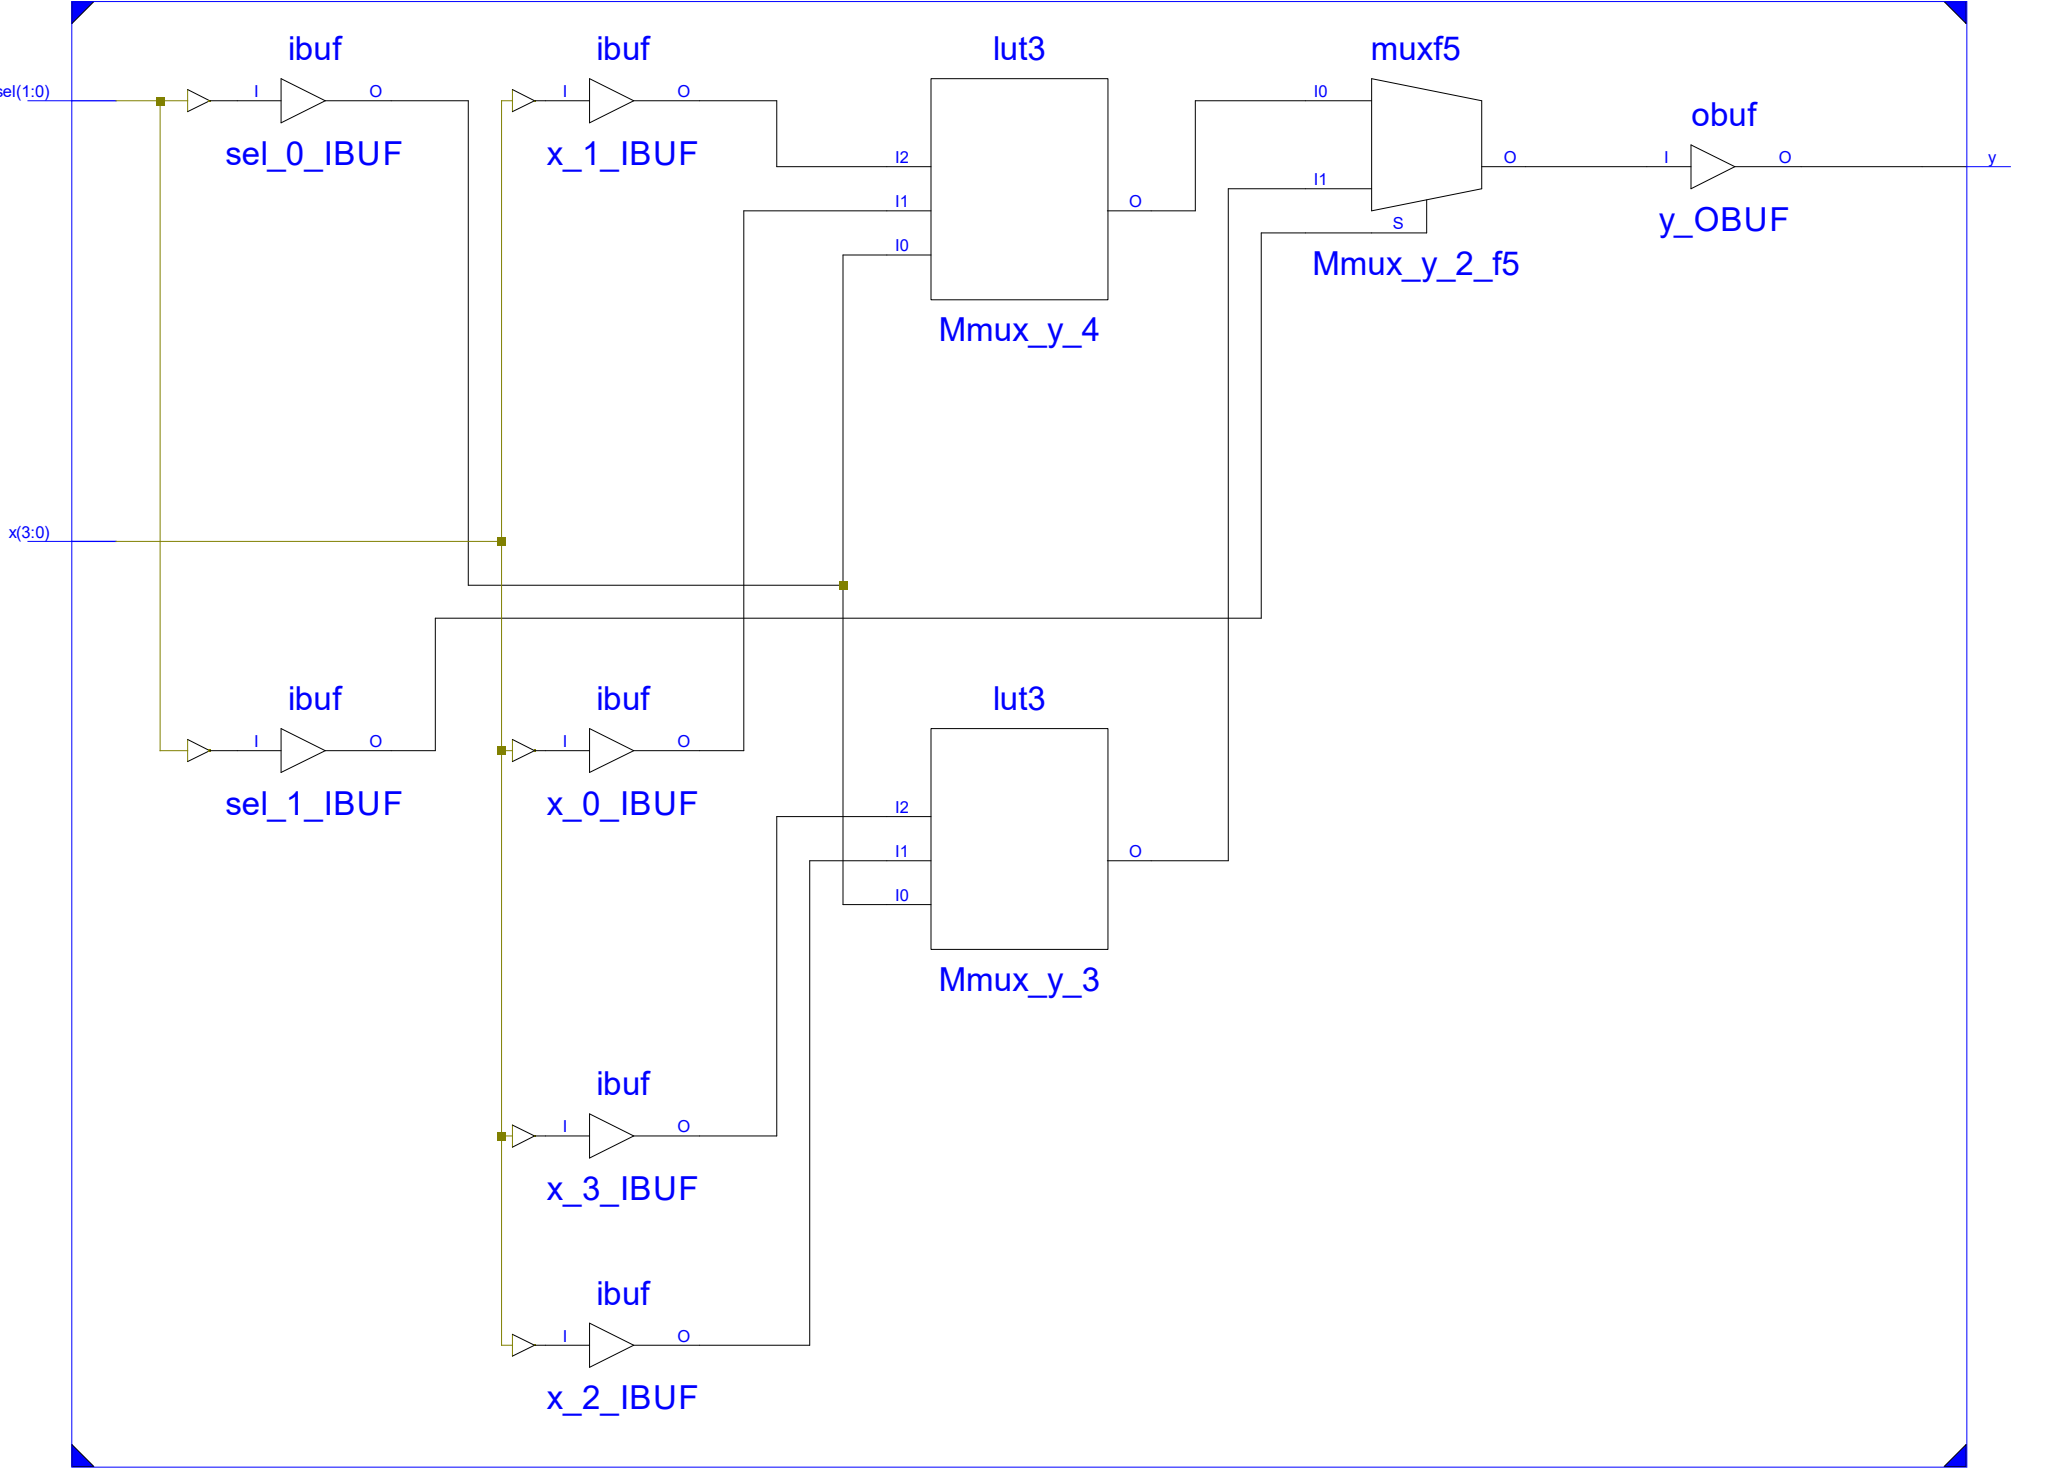 ibuf
ibuf
lut3
muxf5
sel(1:0)
I
O
I
O
I0
obuf
sel_0_IBUF
x_1_IBUF
I2
O
I
O
y
I1
I1
O
S
y_OBUF
I0
Mmux_y_2_f5
Mmux_y_4
x(3:0)
ibuf
ibuf
lut3
I
O
I
O
sel_1_IBUF
x_0_IBUF
I2
I1
O
I0
Mmux_y_3
ibuf
I
O
x_3_IBUF
ibuf
I
O
x_2_IBUF